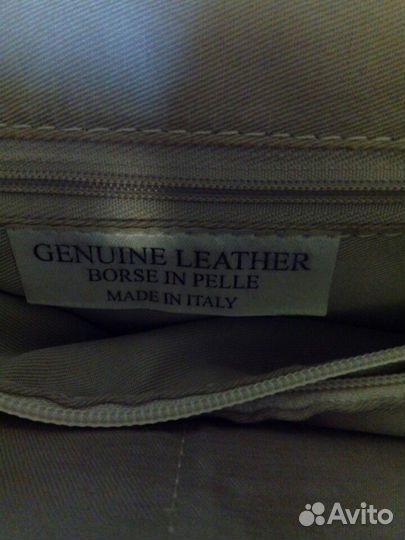 GENUINE LEATHER
BORSE IN PELLE
MADE IN ITALY
Avito